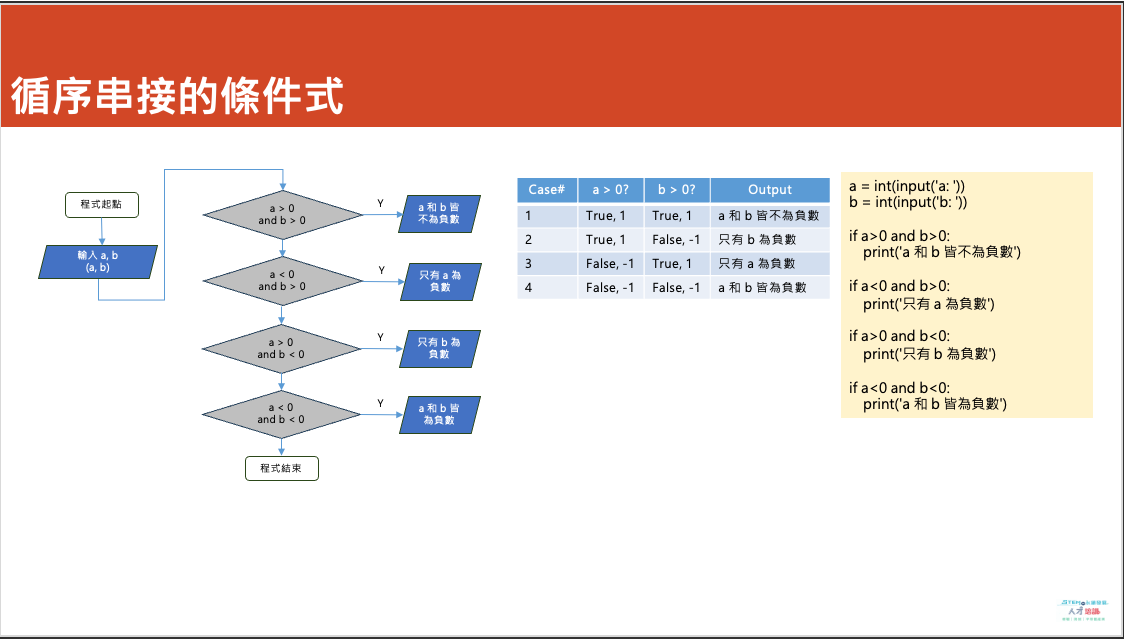 循序串接的條件式
程式起點
輸入 a, b
(a, b)
a > 0
and b > 0
Y
a 和 b 皆
不為負數
a < 0
and b > 0
Y
只有 a 為
負數
a > 0
and b < 0
Y
只有 b 為
負數
a < 0
and b < 0
Y
a 和 b 皆
為負數
程式結束
Case# a > 0? b > 0? Output
1 True, 1 True, 1 a 和 b 皆不為負數
2 True, 1 False, -1 只有 b 為負數
3 False, -1 True, 1 只有 a 為負數
4 False, -1 False, -1 a 和 b 皆為負數
a = int(input('a: '))
b = int(input('b: '))
if a>0 and b>0:
print('a 和 b 皆不為負數')
if a<0 and b>0:
print('只有 a 為負數')
if a>0 and b<0:
print('只有 b 為負數')
if a<0 and b<0:
print('a 和 b 皆為負數')